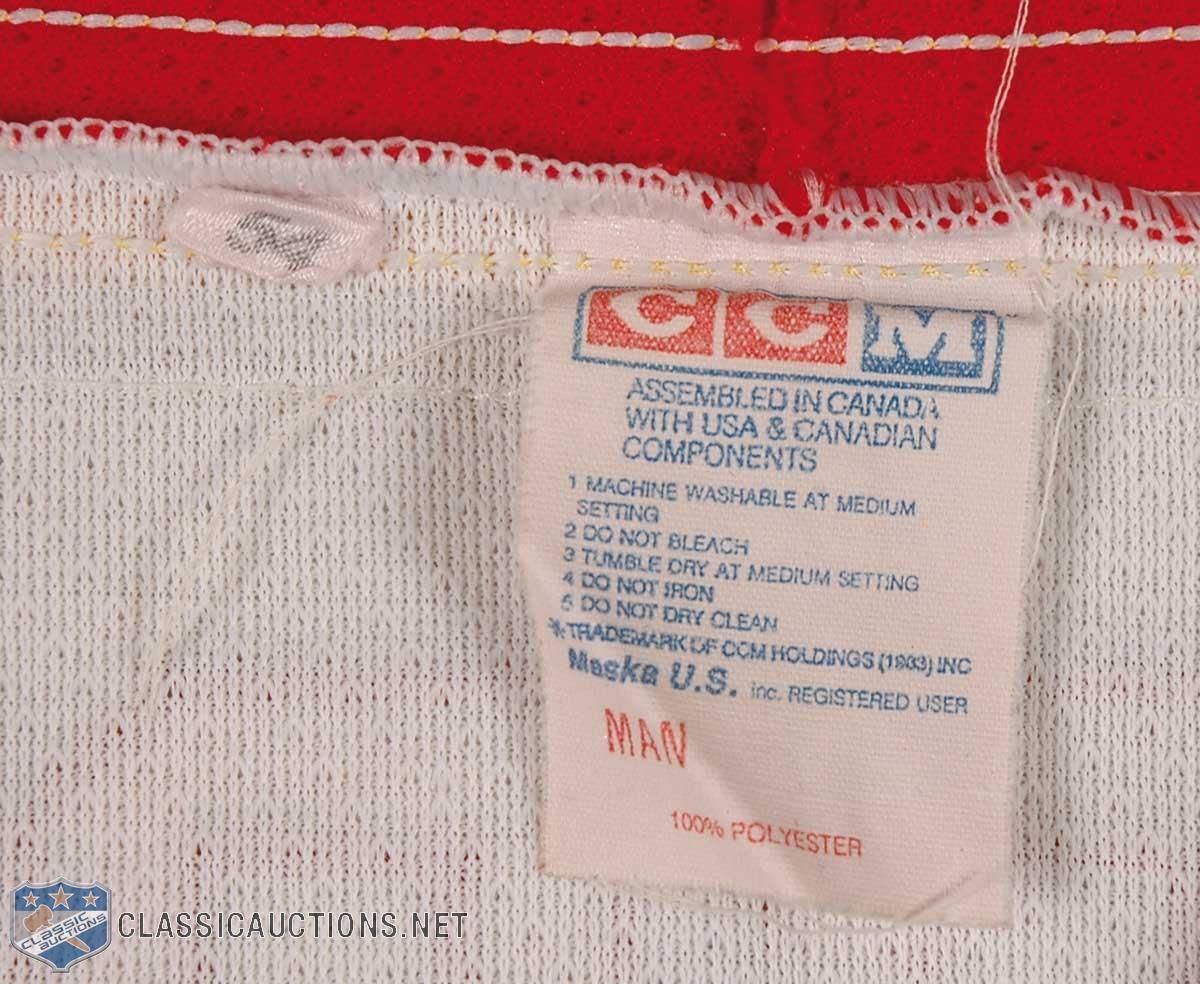 CCM
ASSEMBLED IN CANADA
WITH USA & CANADIAN
COMPONENTS
1 MACHINE WASHABLE AT MEDIUM
SETTING
2 DO NOT BLEACH
3 TUMBLE DRY AT MEDIUM SETTING
4 DO NOT IRON
5 DO NOT DRY CLEAN
*TRADEMARK OF CCM HOLDINGS (1983) INC
Maska U.S. inc. REGISTERED USER
MAN
100% POLYESTER
CLASSIC
AUCTIONS
CLASSICAUCTIONS.NET